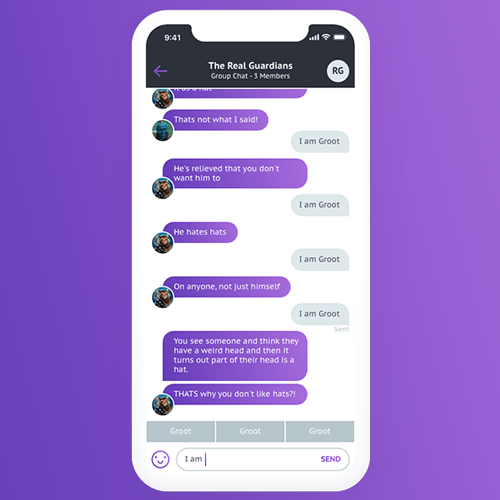 9:41
The Real Guardians
Group Chat - 3 Members
RG
Thats not what I said!
I am Groot
He's relieved that you don't
want him to
I am Groot
He hates hats
I am Groot
On anyone, not just himself
I am Groot
Sent
You see someone and think they
have a weird head and then it
turns out part of their head is a
hat.
THATS why you don't like hats?!
Groot
Groot
Groot
I am
SEND